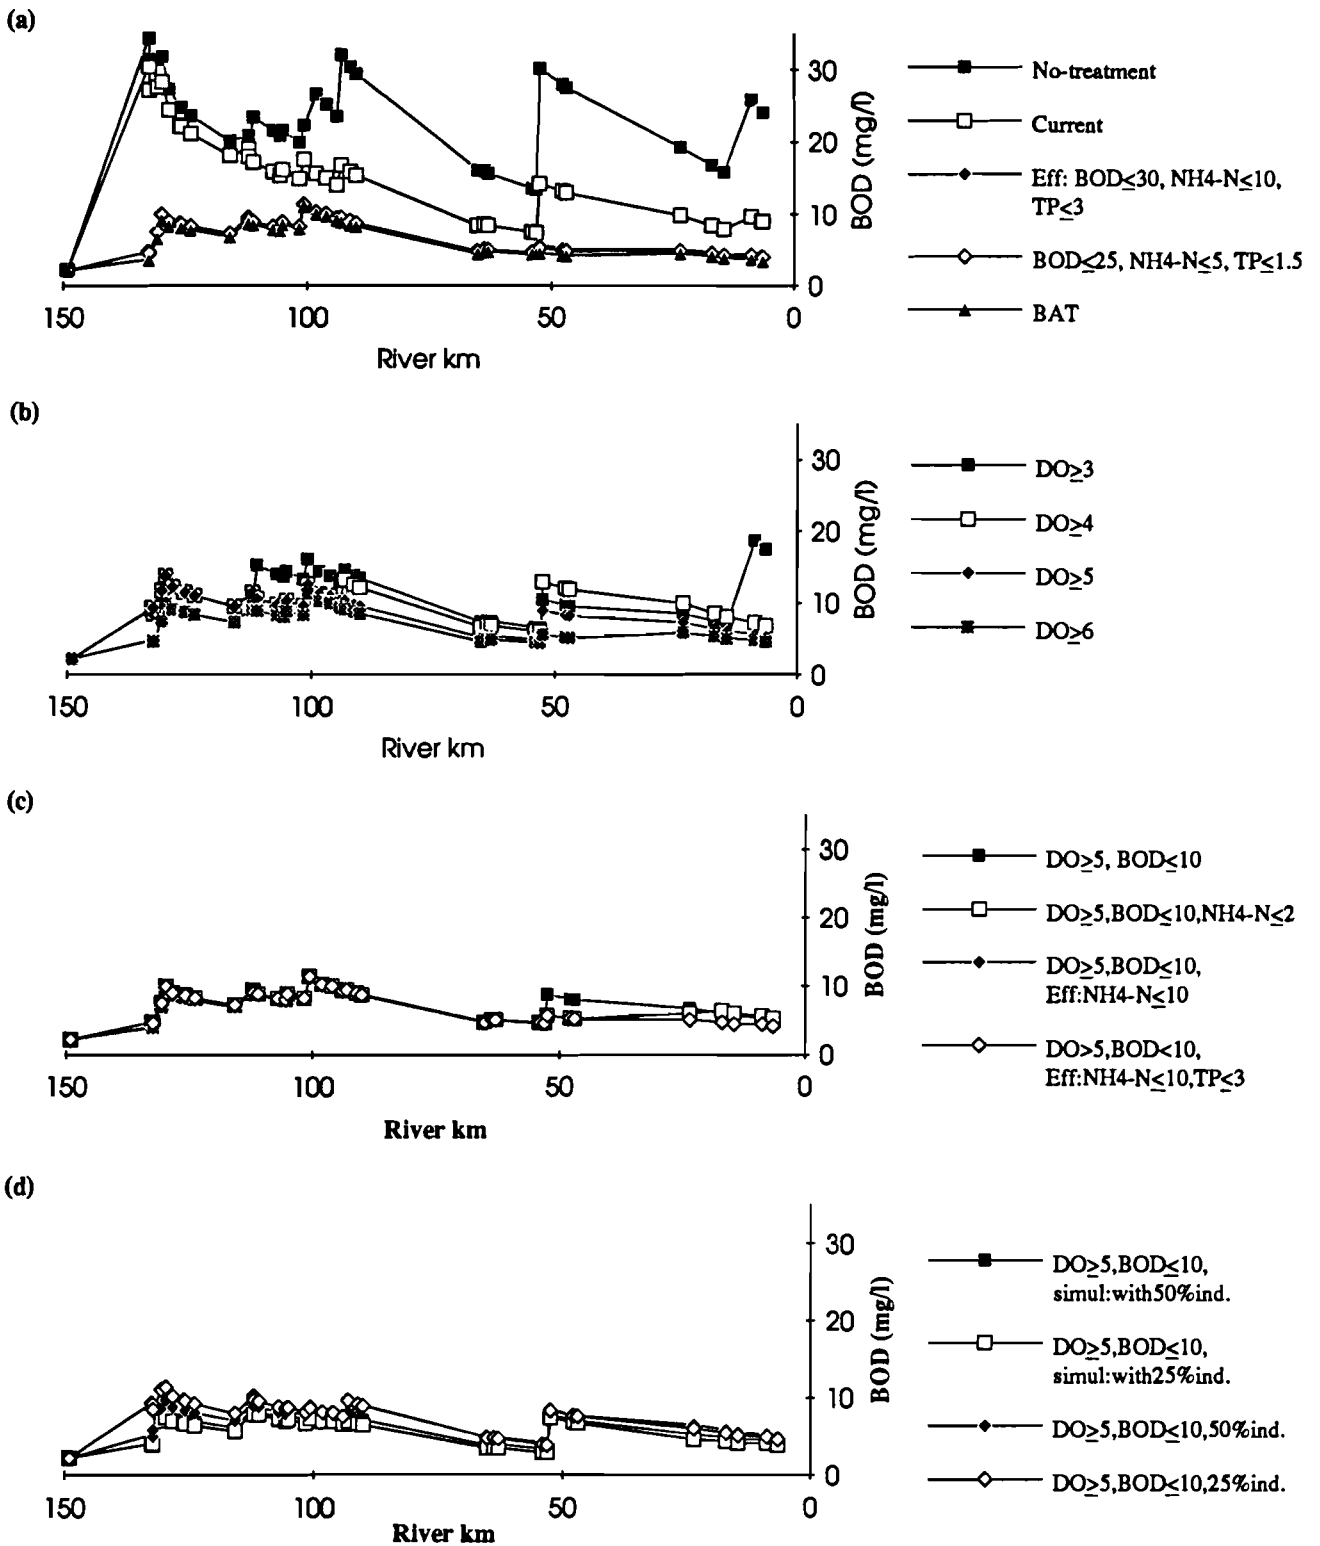 (a)
30
20
10
0
BOD (mg/l)
150
100
50
0
River km
No-treatment
Current
Eff: BOD≤30, NH4-N≤10,
TP≤3
BOD≤25, NH4-N≤5, TP≤1.5
BAT
(b)
30
20
10
0
BOD (mg/l)
150
100
50
0
River km
DO≥3
DO≥4
DO≥5
DO≥6
(c)
30
20
10
0
BOD (mg/l)
150
100
50
0
River km
DO≥5, BOD≤10
DO≥5,BOD≤10,NH4-N≤2
DO≥5,BOD≤10,
Eff:NH4-N≤10
DO>5,BOD<10,
Eff:NH4-N≤10,TP≤3
(d)
30
20
10
0
BOD (mg/l)
150
100
50
0
River km
DO≥5,BOD≤10,
simul:with50%ind.
DO≥5,BOD≤10,
simul:with25%ind.
DO≥5,BOD≤10,50%ind.
DO≥5,BOD≤10,25%ind.